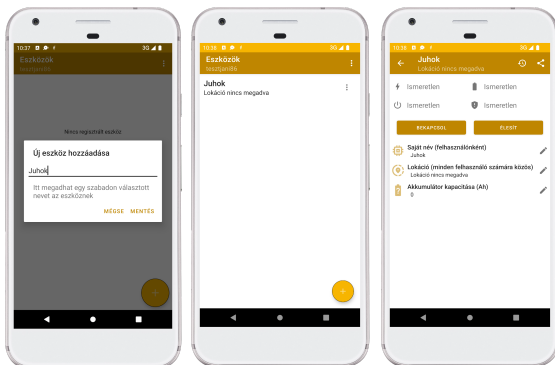 10:37
3G
Eszközök
tesztjanilló
Nincs regisztrált eszköz
Új eszköz hozzáadása
Juhok
Itt megadhat egy szabadon választott
nevet az eszköznek
MÉGSE MENTÉS
10:38
3G
Eszközök
tesztjanilló
Juhok
Lokáció nincs megadva
10:38
3G
Juhok
Lokáció nincs megadva
Ismeretlen Ismeretlen
Ismeretlen Ismeretlen
BEKAPCSOL ÉLESÍT
Saját név (felhasználónként)
Juhok
Lokáció (minden felhasználó számára közös)
Lokáció nincs megadva
Akkumulátor kapacitása (Ah)
0